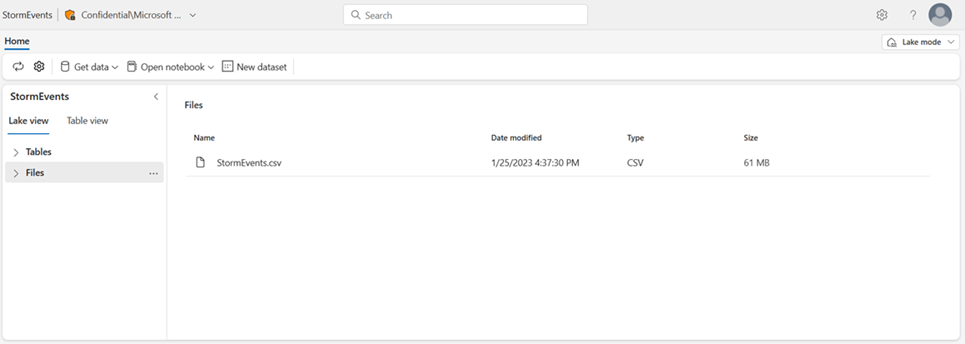 StormEvents Confidential\Microsoft ... Search ?
Home Lake mode
Get data Open notebook New dataset
StormEvents
Lake view Table view
Tables
Files ...
Files
Name Date modified Type Size
StormEvents.csv 1/25/2023 4:37:30 PM CSV 61 MB